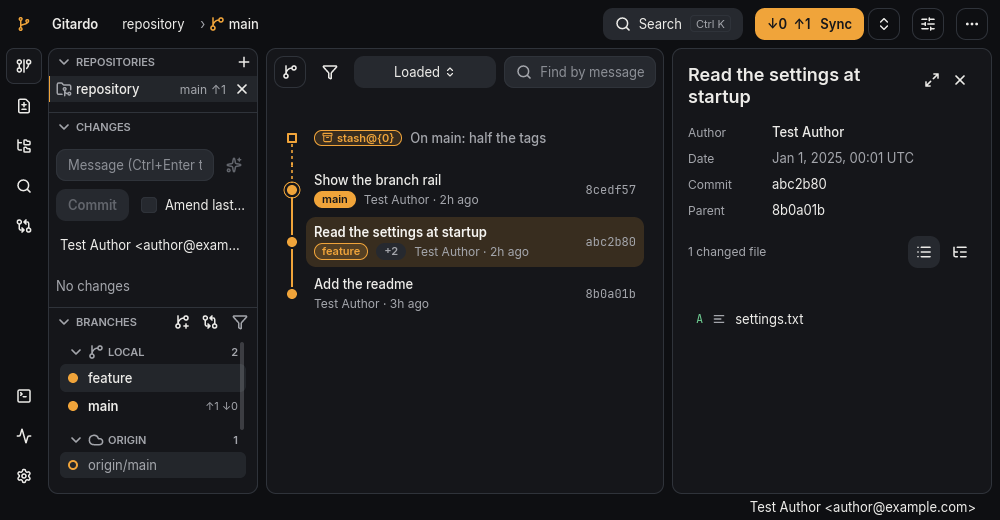 Gitardo repository › main
Search Ctrl K
↓0 ↑1 Sync
REPOSITORIES
repository main ↑1
CHANGES
Message (Ctrl+Enter t
Commit Amend last...
Test Author <author@exam...
No changes
BRANCHES
LOCAL 2
feature
main ↑1 ↓0
ORIGIN 1
origin/main
Loaded
Find by message
stash@{0} On main: half the tags
Show the branch rail
main Test Author · 2h ago
8cedf57
Read the settings at startup
feature +2 Test Author · 2h ago
abc2b80
Add the readme
Test Author · 3h ago
8b0a01b
Read the settings at
startup
Author Test Author
Date Jan 1, 2025, 00:01 UTC
Commit abc2b80
Parent 8b0a01b
1 changed file
A settings.txt
Test Author <author@example.com>